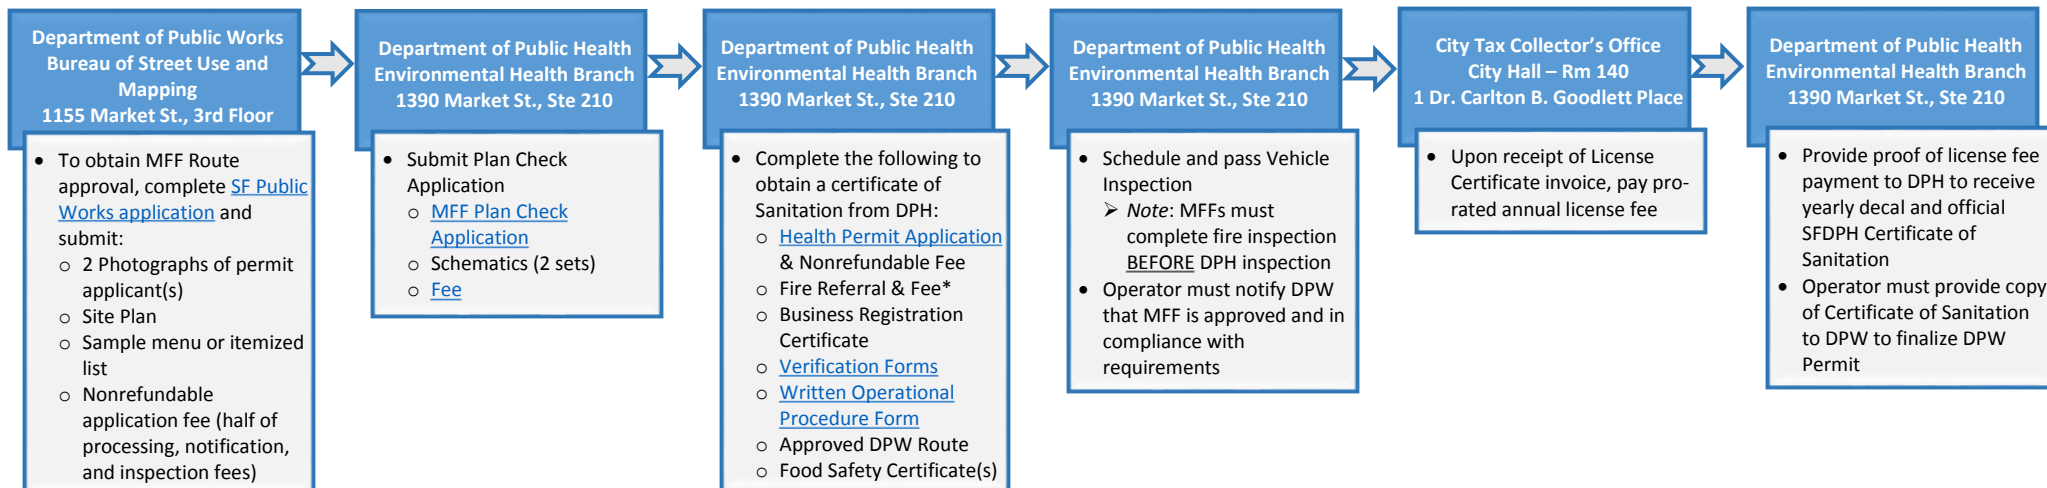 Department of Public Works
Bureau of Street Use and
Mapping
1155 Market St., 3rd Floor
• To obtain MFF Route
approval, complete SF Public
Works application and
submit:
o 2 Photographs of permit
applicant(s)
o Site Plan
o Sample menu or itemized
list
o Nonrefundable
application fee (half of
processing, notification,
and inspection fees)
Department of Public Health
Environmental Health Branch
1390 Market St., Ste 210
• Submit Plan Check
Application
o MFF Plan Check
Application
o Schematics (2 sets)
o Fee
Department of Public Health
Environmental Health Branch
1390 Market St., Ste 210
• Complete the following to
obtain a certificate of
Sanitation from DPH:
o Health Permit Application
& Nonrefundable Fee
o Fire Referral & Fee*
o Business Registration
Certificate
o Verification Forms
o Written Operational
Procedure Form
o Approved DPW Route
o Food Safety Certificate(s)
Department of Public Health
Environmental Health Branch
1390 Market St., Ste 210
• Schedule and pass Vehicle
Inspection
➢ Note: MFFs must
complete fire inspection
BEFORE DPH inspection
• Operator must notify DPW
that MFF is approved and in
compliance with
requirements
City Tax Collector’s Office
City Hall – Rm 140
1 Dr. Carlton B. Goodlett Place
• Upon receipt of License
Certificate invoice, pay pro-
rated annual license fee
Department of Public Health
Environmental Health Branch
1390 Market St., Ste 210
• Provide proof of license fee
payment to DPH to receive
yearly decal and official
SFDPH Certificate of
Sanitation
• Operator must provide copy
of Certificate of Sanitation
to DPW to finalize DPW
Permit